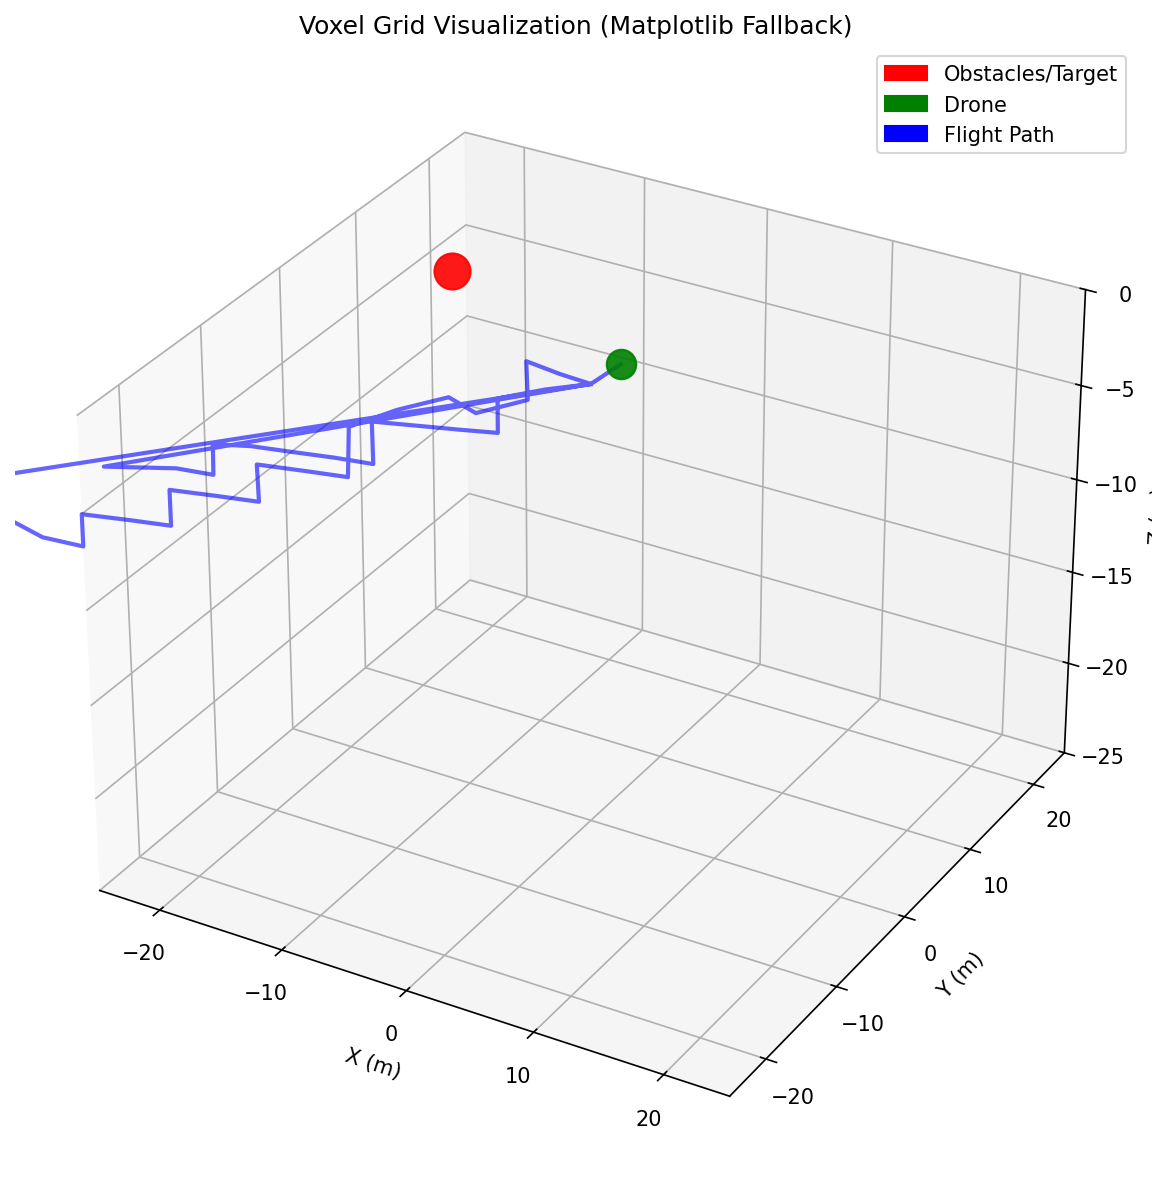 Voxel Grid Visualization (Matplotlib Fallback)
Obstacles/Target
Drone
Flight Path
0
−5
−10
−15
−20
−25
20
10
0
−10
−20
Y (m)
−20
−10
0
10
20
X (m)